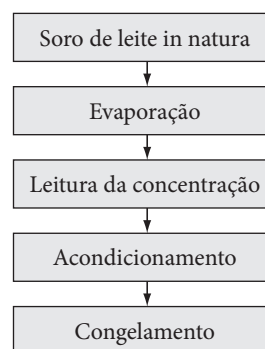 Soro de leite in natura
Evaporação
Leitura da concentração
Acondicionamento
Congelamento